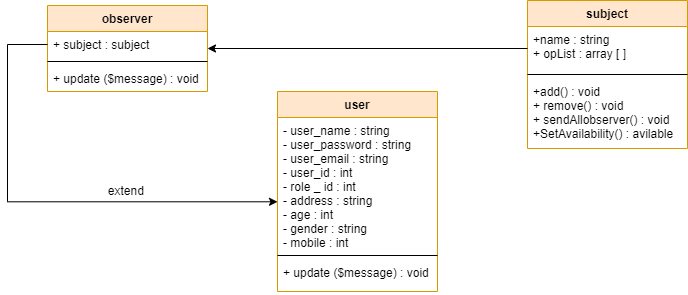 observer
+ subject : subject
+ update ($message) : void
subject
+name : string
+ opList : array [ ]
+add() : void
+ remove() : void
+ sendAllobserver() : void
+SetAvailability() : avilable
user
- user_name : string
- user_password : string
- user_email : string
- user_id : int
- role _ id : int
- address : string
- age : int
- gender : string
- mobile : int
+ update ($message) : void
extend